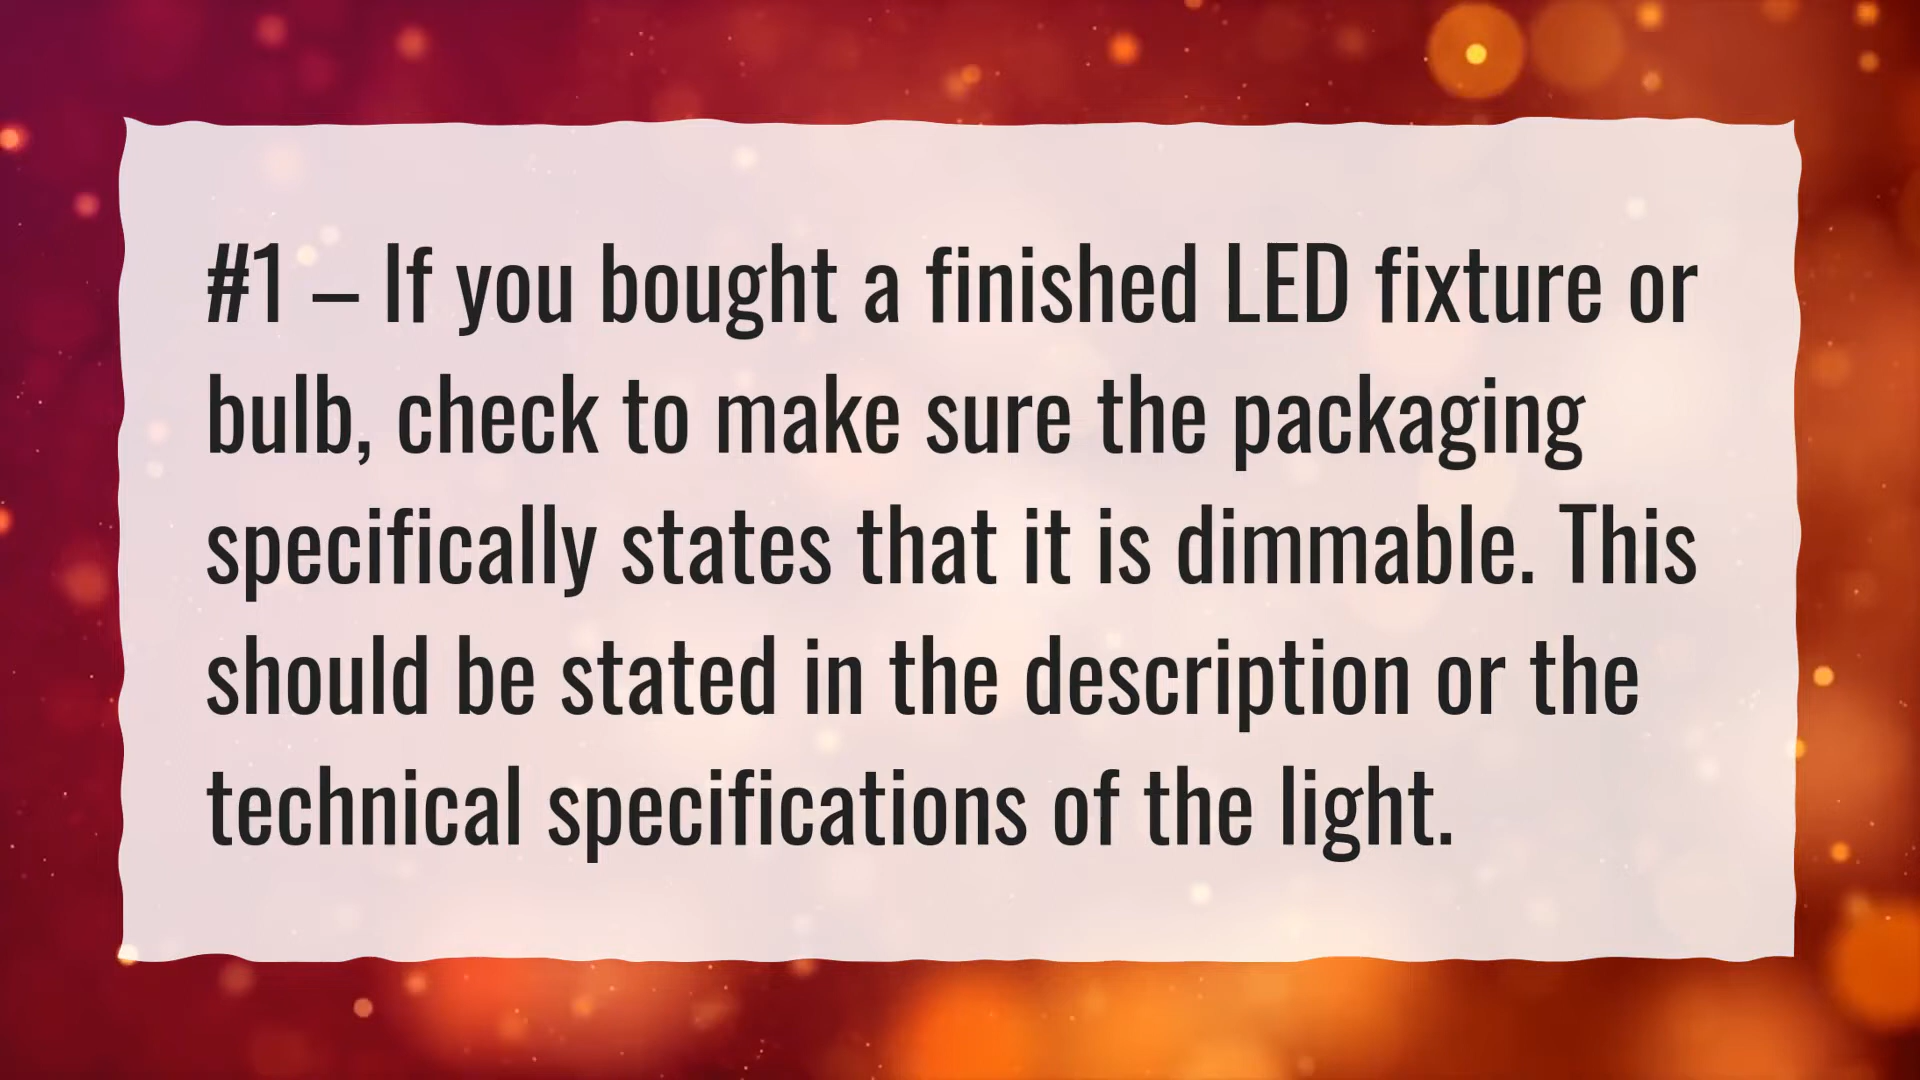 #1 – If you bought a finished LED fixture or
bulb, check to make sure the packaging
specifically states that it is dimmable. This
should be stated in the description or the
technical specifications of the light.